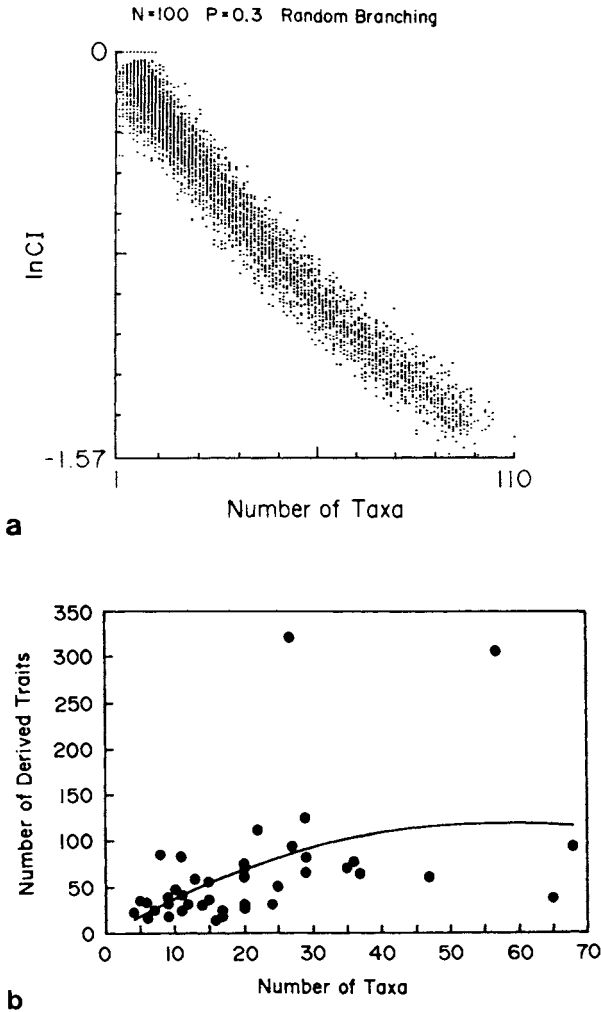 N=100 P=0.3 Random Branching
0
lnCI
-1.57
1 110
Number of Taxa
a
350
300
250
200
150
100
50
0
Number of Derived Traits
0 10 20 30 40 50 60 70
Number of Taxa
b